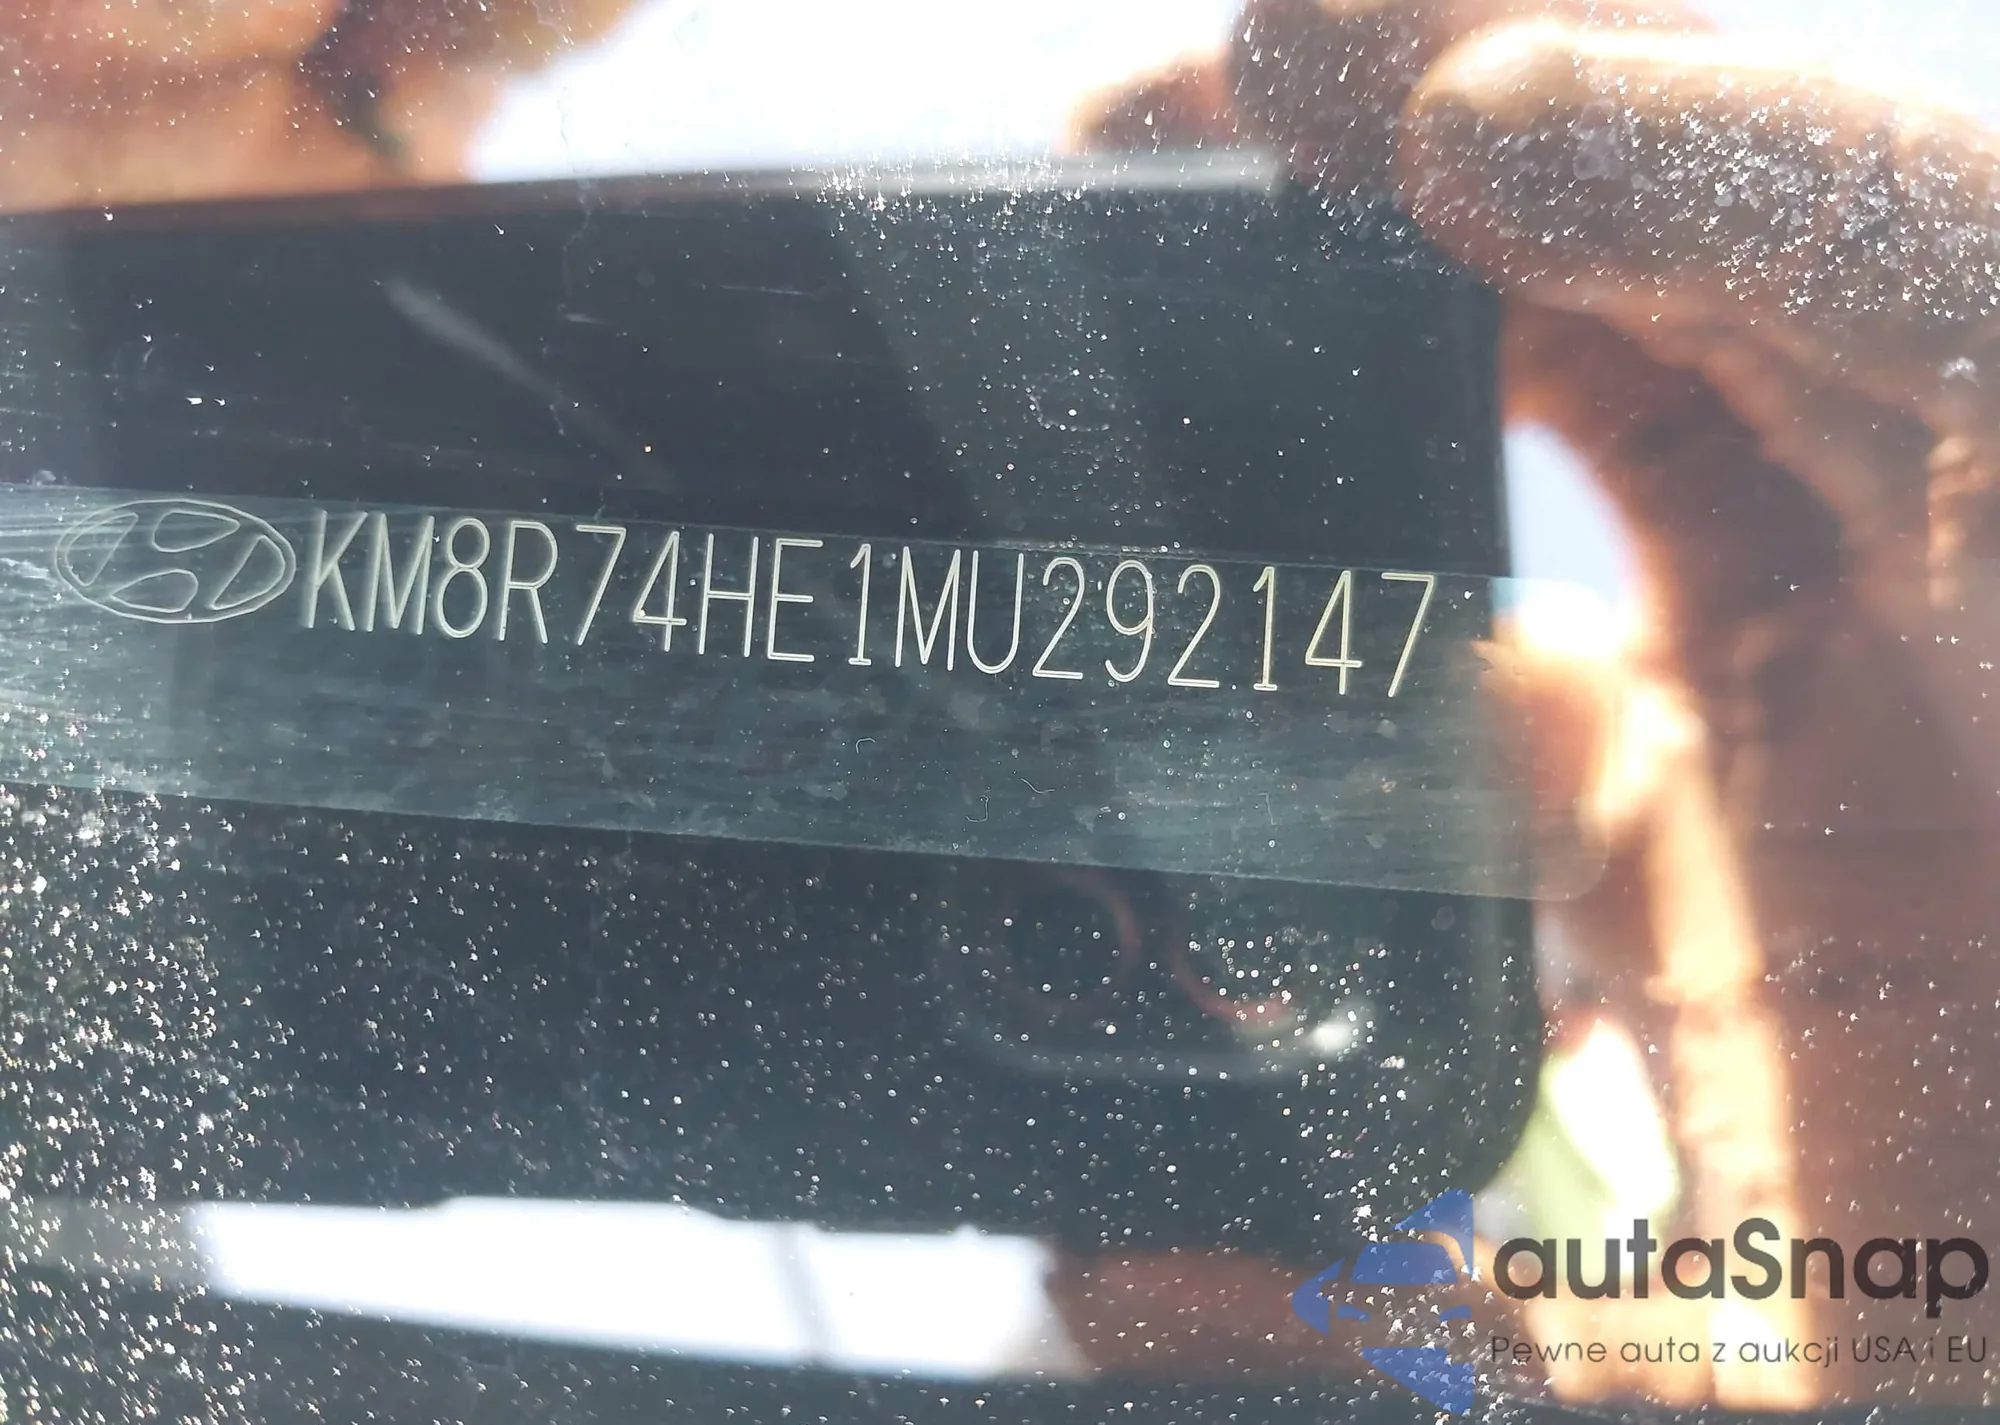 KM8R74HE1MU292147
autaSnap
Pewne auta z aukcji USA i EU